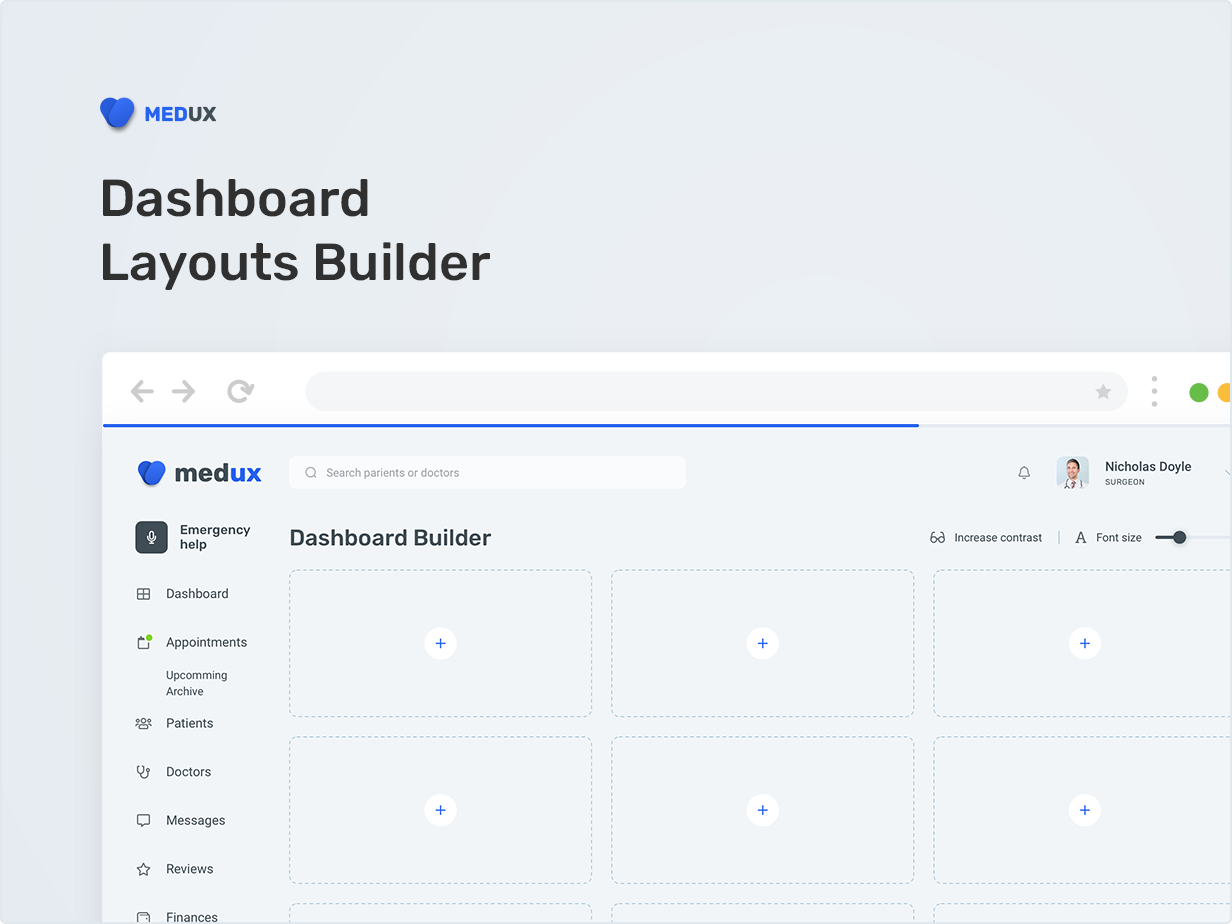 MEDUX
Dashboard
Layouts Builder
medux
Search parients or doctors
Nicholas Doyle
SURGEON
Emergency
help
Dashboard Builder
Increase contrast
A Font size
Dashboard
Appointments
Upcomming
Archive
Patients
Doctors
Messages
Reviews
Finances